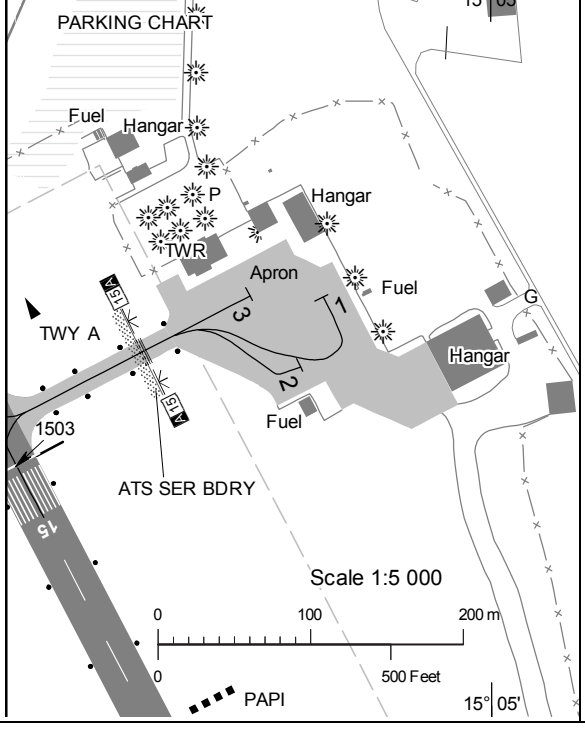 15° 05'
PARKING CHART
Fuel
Hangar
P
Hangar
TWR
Apron
Fuel
G
15A
TWY A
3
1
Hangar
2
A15
Fuel
1503
ATS SER BDRY
15
Scale 1:5 000
0 100 200 m
0 500 Feet
PAPI
15° 05'